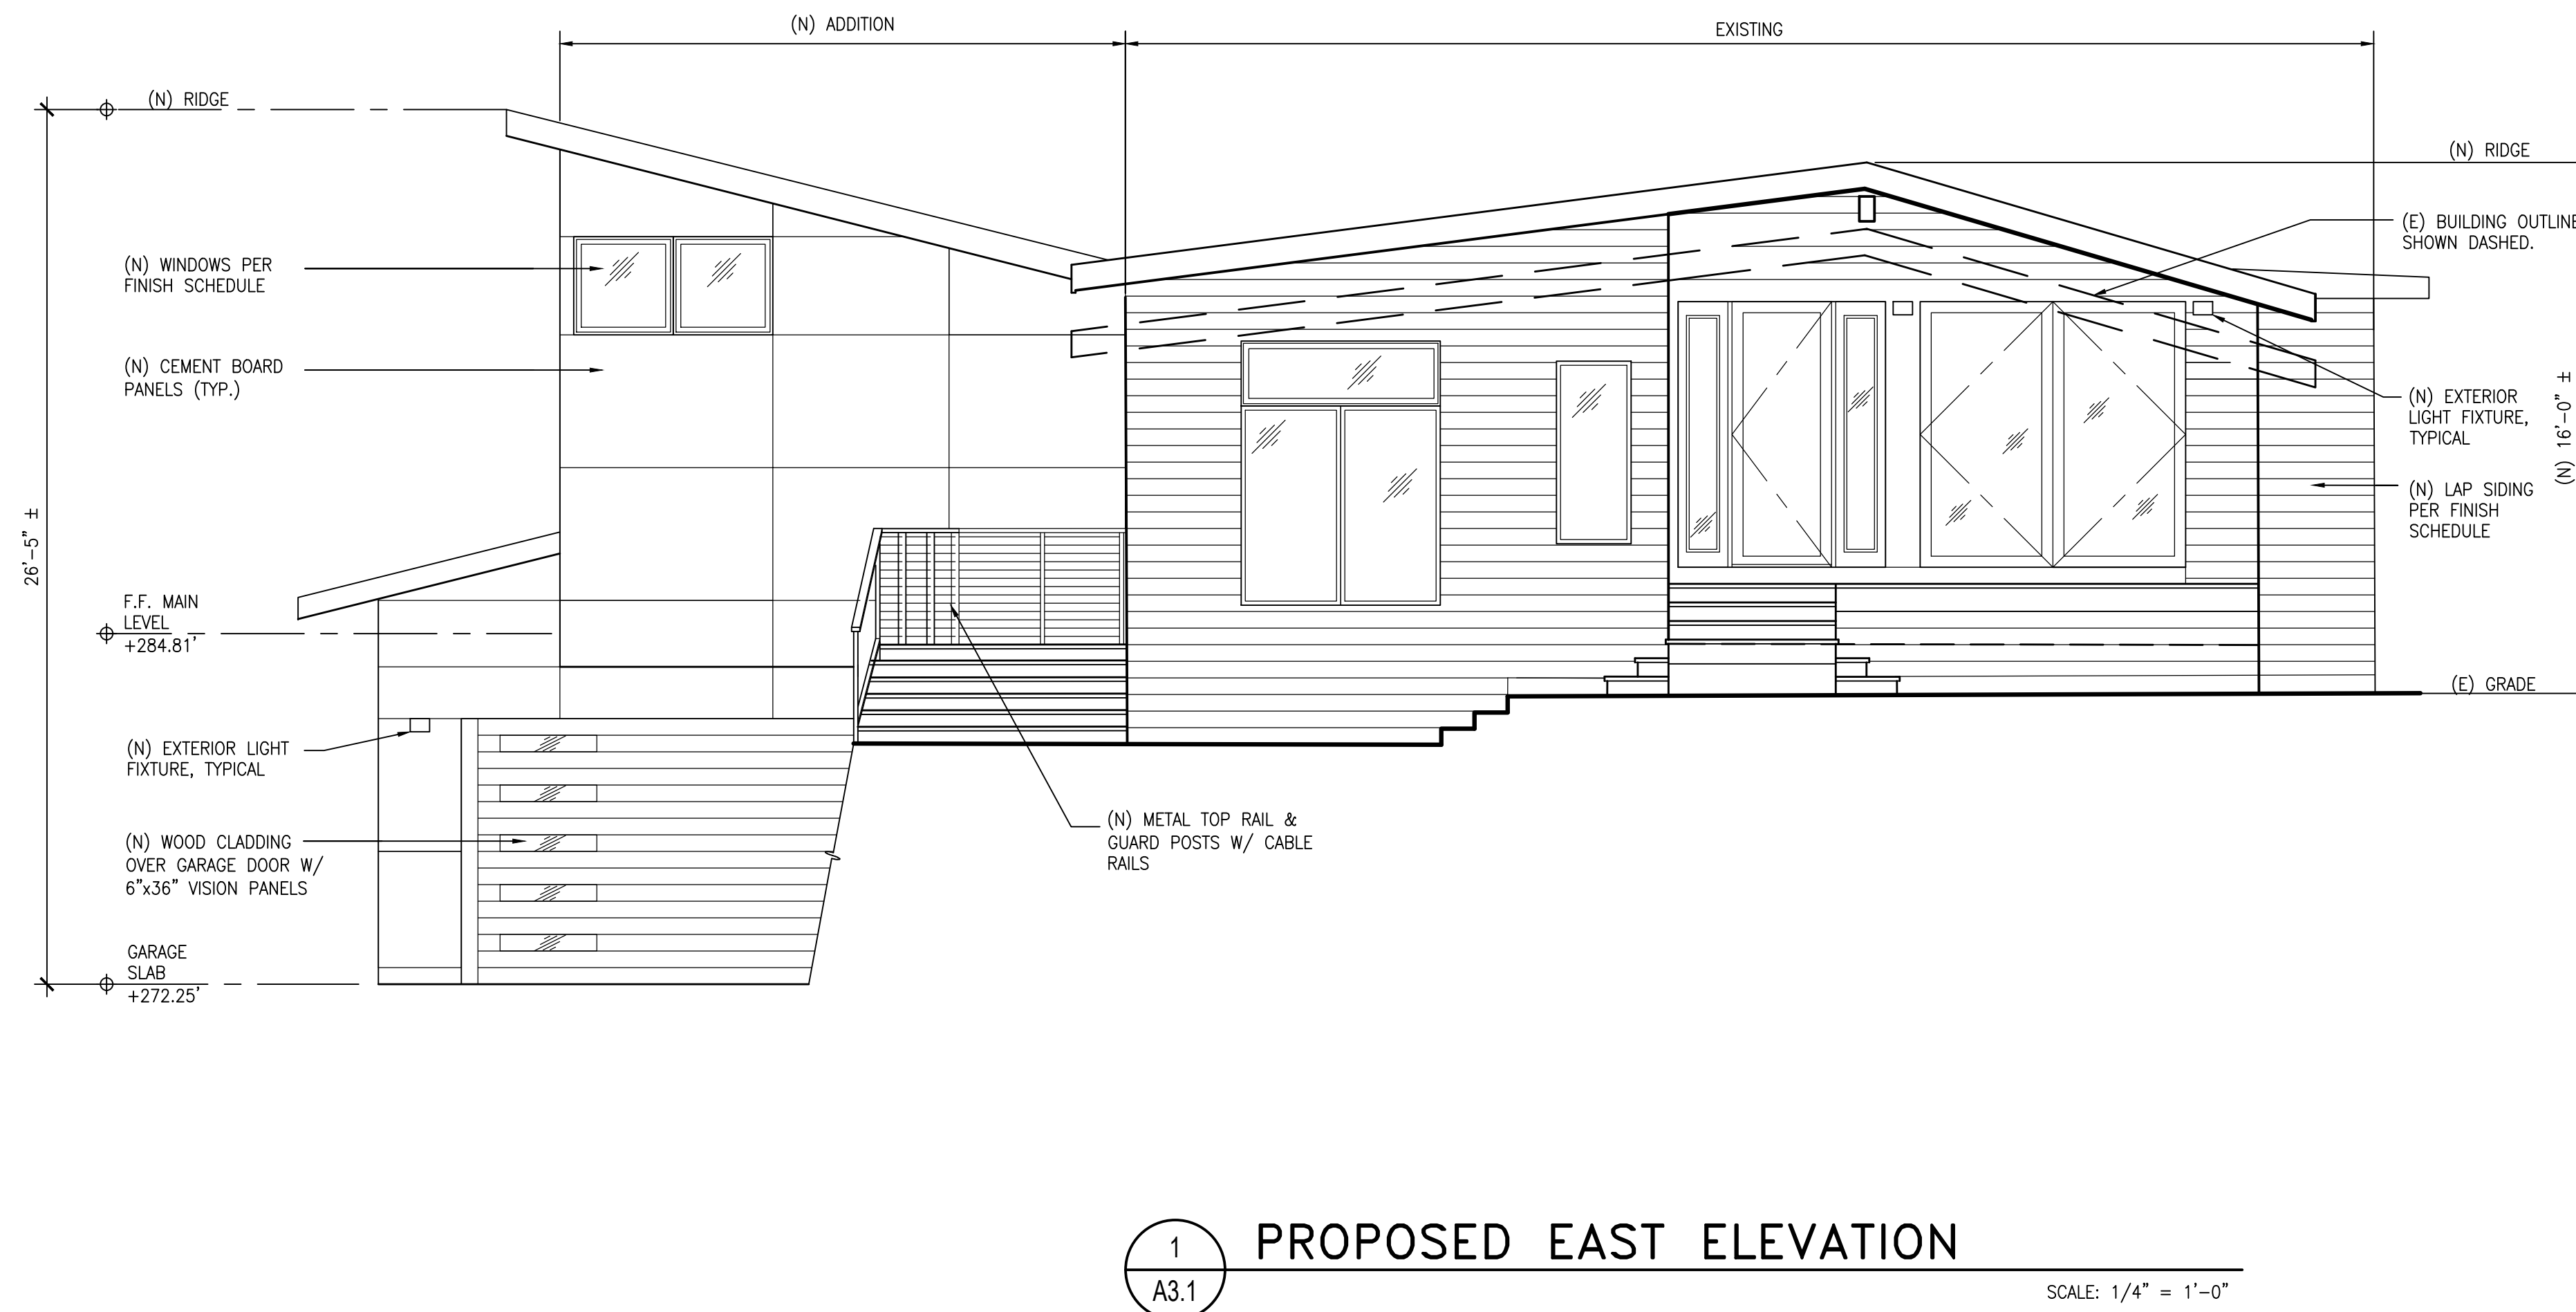 (N) ADDITION
EXISTING
(N) RIDGE
(N) RIDGE
(E) BUILDING OUTLINE
SHOWN DASHED.
(N) WINDOWS PER
FINISH SCHEDULE
(N) CEMENT BOARD
PANELS (TYP.)
(N) EXTERIOR
LIGHT FIXTURE,
TYPICAL
(N) 16'-0" ±
(N) LAP SIDING
PER FINISH
SCHEDULE
26'-5" ±
F.F. MAIN
LEVEL
+284.81'
(E) GRADE
(N) EXTERIOR LIGHT
FIXTURE, TYPICAL
(N) METAL TOP RAIL &
GUARD POSTS W/ CABLE
RAILS
(N) WOOD CLADDING
OVER GARAGE DOOR W/
6"x36" VISION PANELS
GARAGE
SLAB
+272.25'
1
A3.1
PROPOSED EAST ELEVATION
SCALE: 1/4" = 1'-0"